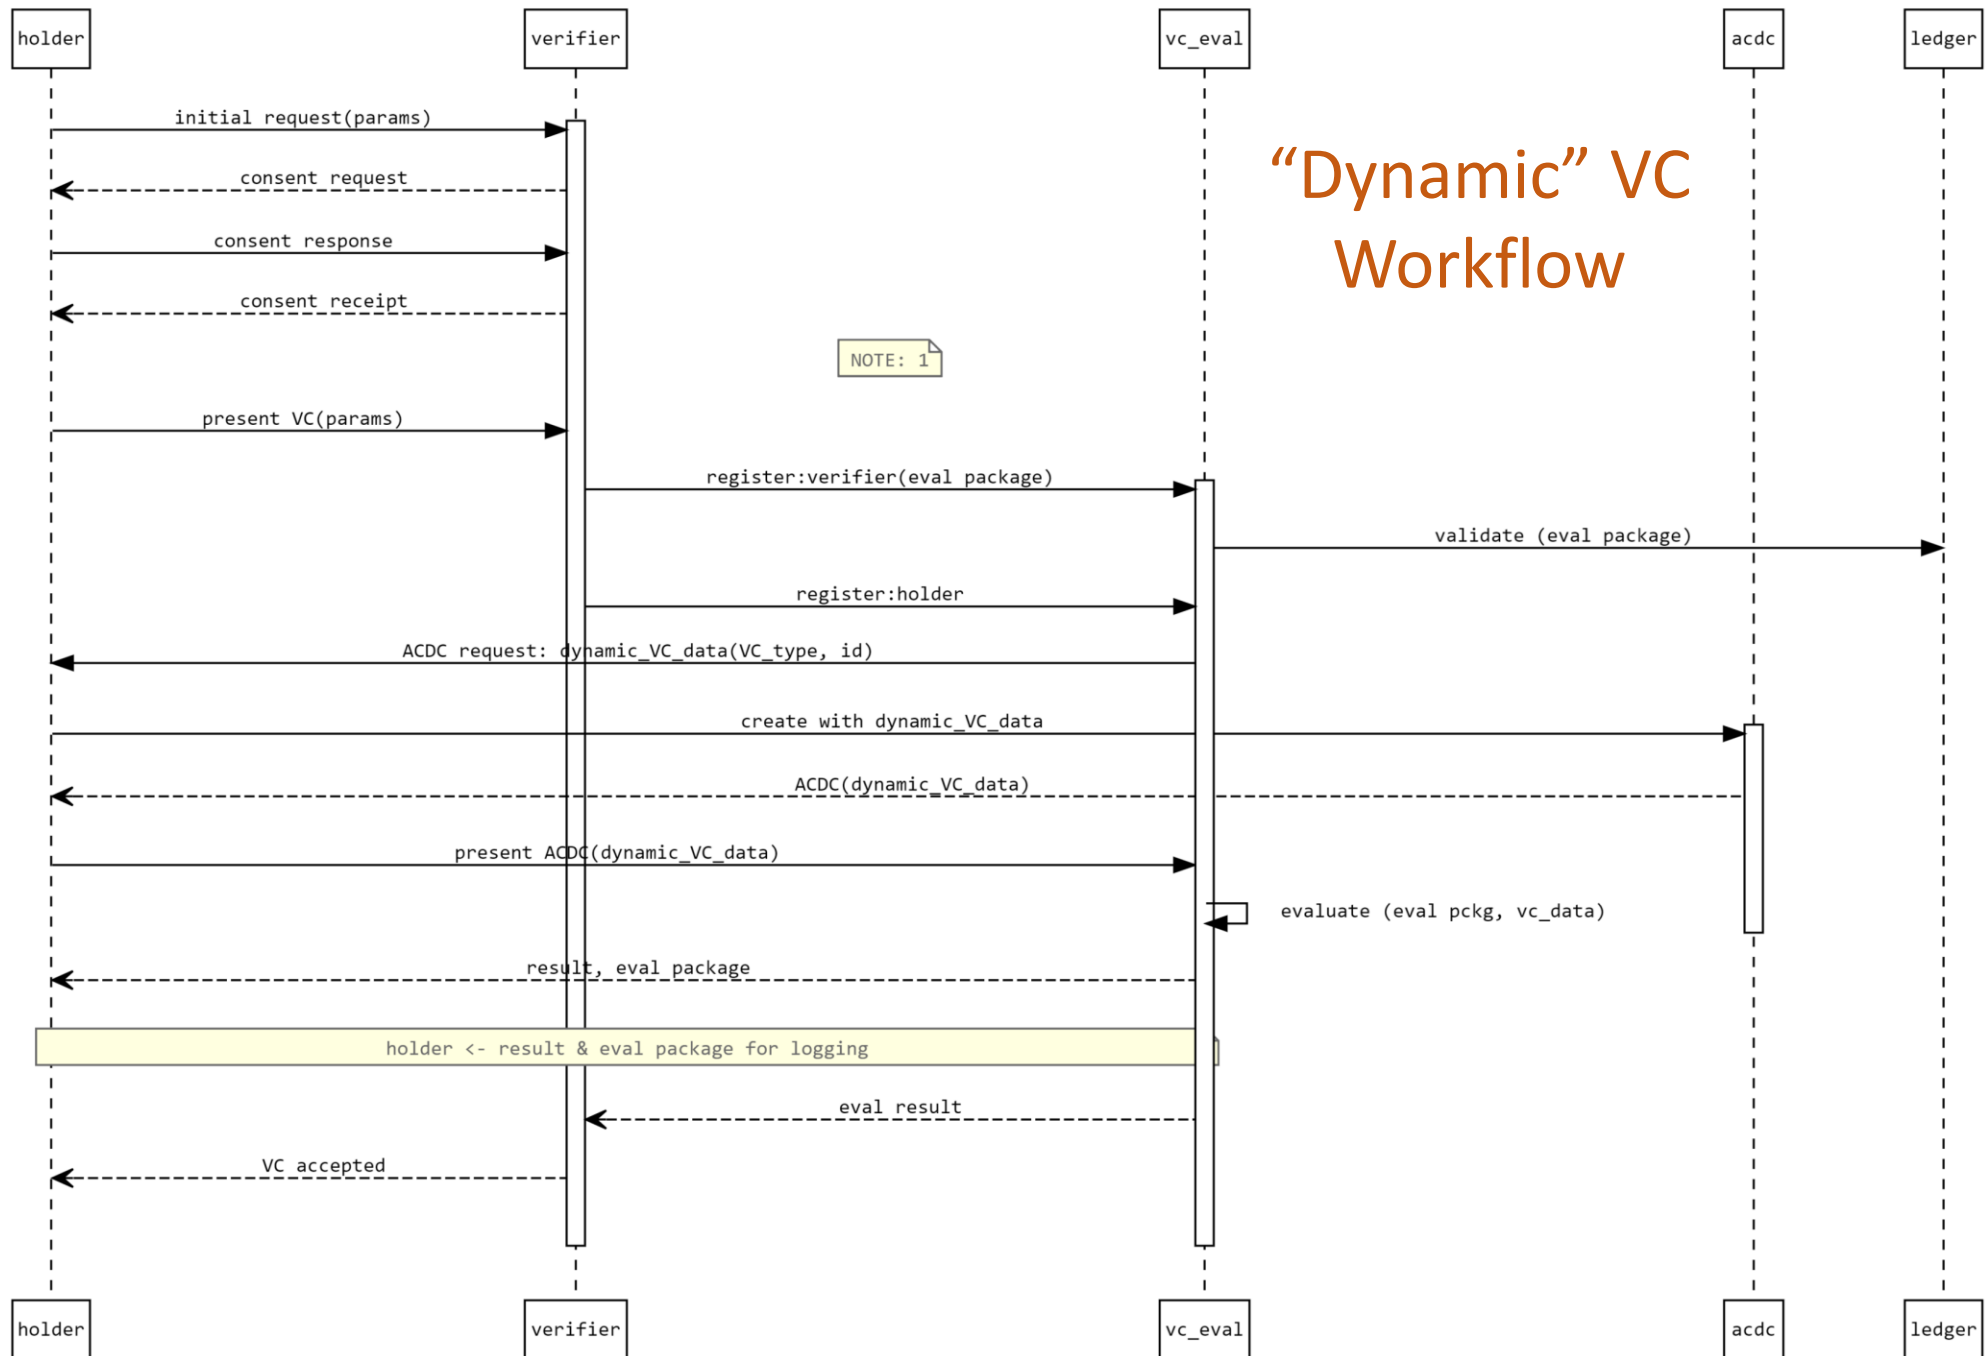 holder
verifier
vc_eval
acdc
ledger
initial request(params)
“Dynamic” VC
Workflow
consent request
consent response
consent receipt
NOTE: 1
present VC(params)
register:verifier(eval package)
validate (eval package)
register:holder
ACDC request: dynamic_VC_data(VC_type, id)
create with dynamic_VC_data
ACDC(dynamic_VC_data)
present ACDC(dynamic_VC_data)
evaluate (eval pckg, vc_data)
result, eval package
holder <- result & eval package for logging
eval result
VC accepted
holder
verifier
vc_eval
acdc
ledger